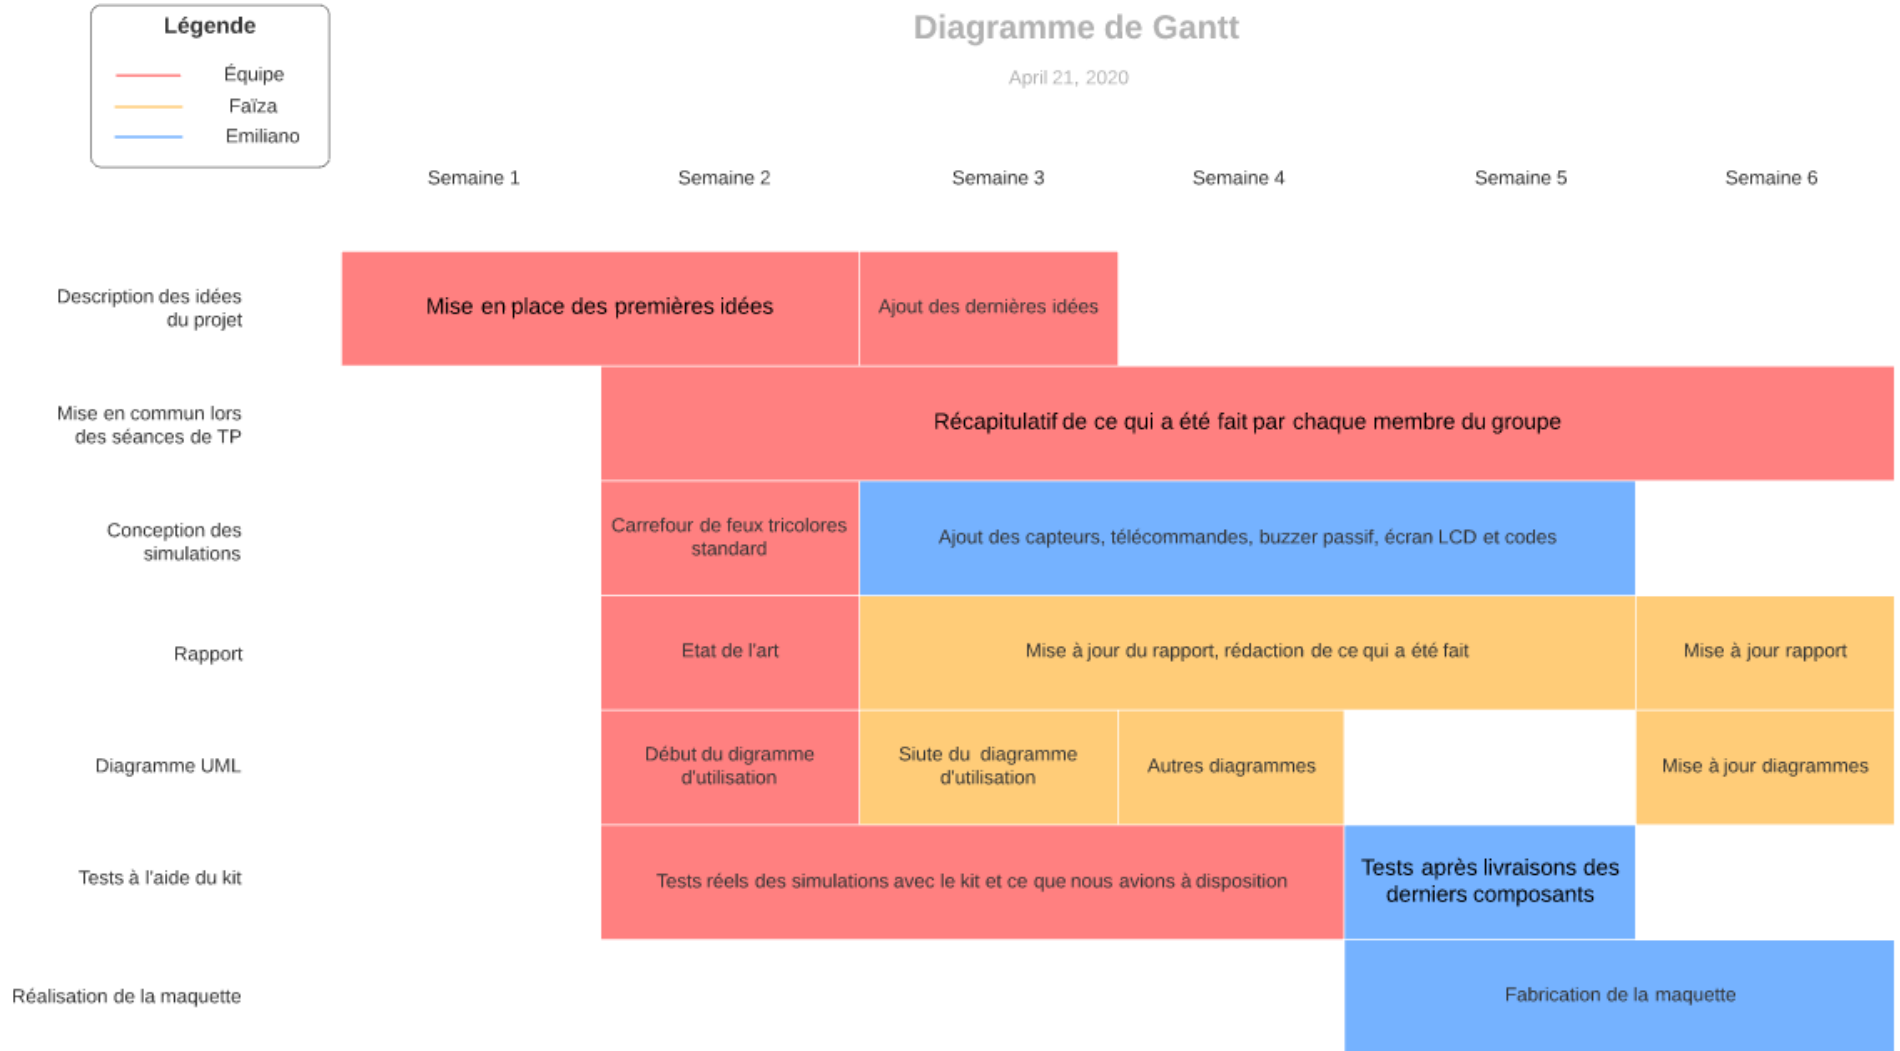 Légende
Équipe
Faïza
Emiliano
Diagramme de Gantt
April 21, 2020
Semaine 1
Semaine 2
Semaine 3
Semaine 4
Semaine 5
Semaine 6
Description des idées
du projet
Mise en place des premières idées
Ajout des dernières idées
Mise en commun lors
des séances de TP
Récapitulatif de ce qui a été fait par chaque membre du groupe
Conception des
simulations
Carrefour de feux tricolores
standard
Ajout des capteurs, télécommandes, buzzer passif, écran LCD et codes
Rapport
Etat de l'art
Mise à jour du rapport, rédaction de ce qui a été fait
Mise à jour rapport
Diagramme UML
Début du digramme
d'utilisation
Siute du diagramme
d'utilisation
Autres diagrammes
Mise à jour diagrammes
Tests à l'aide du kit
Tests réels des simulations avec le kit et ce que nous avions à disposition
Tests après livraisons des
derniers composants
Réalisation de la maquette
Fabrication de la maquette